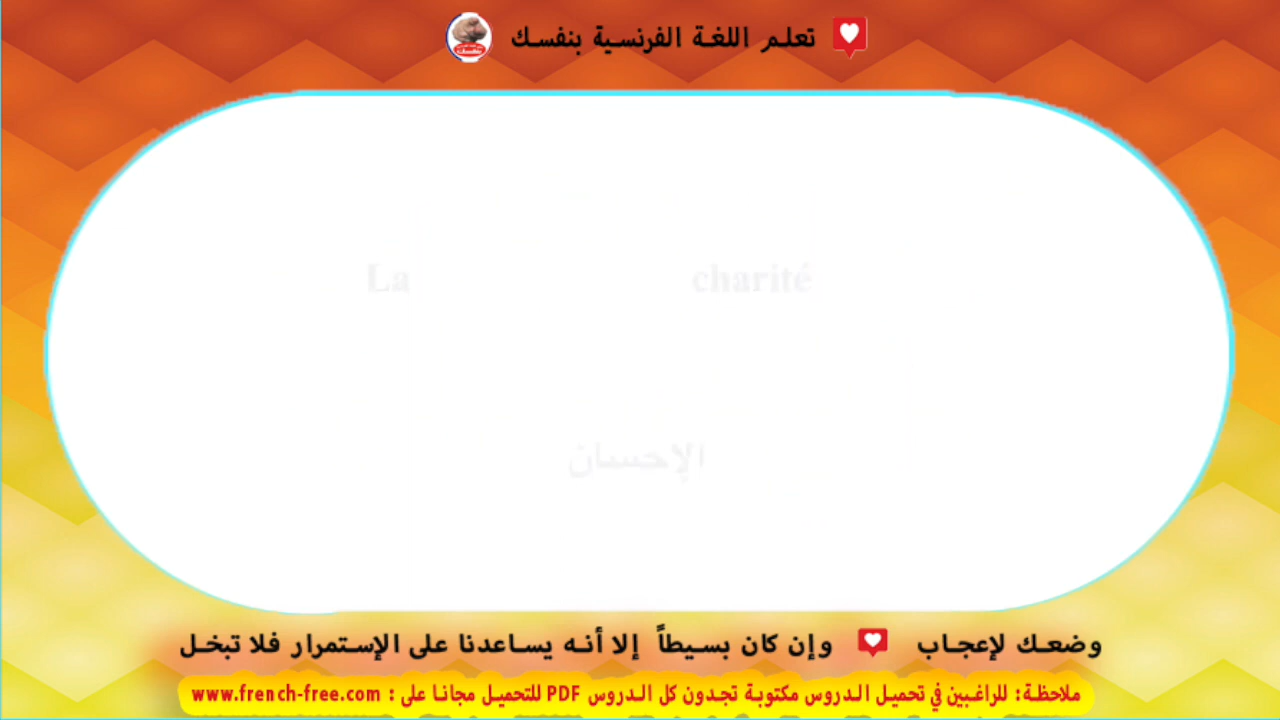 تعلم اللغة الفرنسية بنفسك
La charité
الإحسان
وضعك لإعجاب وإن كان بسيطاً إلا أنه يساعدنا على الإستمرار فلا تبخل
ملاحظة: للراغبين في تحميل الدروس مكتوبة تجدون كل الدروس PDF للتحميل مجانا على : www.french-free.com